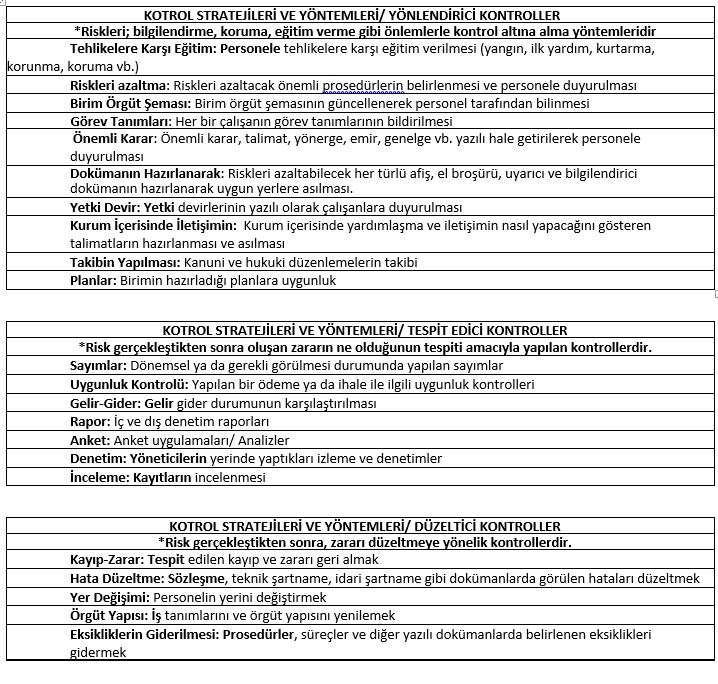 KOTROL STRATEJİLERİ VE YÖNTEMLERİ/ YÖNLENDİRİCİ KONTROLLER
*Riskleri; bilgilendirme, koruma, eğitim verme gibi önlemlerle kontrol altına alma yöntemleridir
Tehlikelere Karşı Eğitim: Personele tehlikelere karşı eğitim verilmesi (yangın, ilk yardım, kurtarma,
korunma, koruma vb.)
Riskleri azaltma: Riskleri azaltacak önemli prosedürlerin belirlenmesi ve personele duyurulması
Birim Örgüt Şeması: Birim örgüt şemasının güncellenerek personel tarafından bilinmesi
Görev Tanımları: Her bir çalışanın görev tanımlarının bildirilmesi
Önemli Karar: Önemli karar, talimat, yönerge, emir, genelge vb. yazılı hale getirilerek personele
duyurulması
Dokümanın Hazırlanarak: Riskleri azaltabilecek her türlü afiş, el broşürü, uyarıcı ve bilgilendirici
dokümanın hazırlanarak uygun yerlere asılması.
Yetki Devir: Yetki devirlerinin yazılı olarak çalışanlara duyurulması
Kurum İçerisinde İletişimin: Kurum içerisinde yardımlaşma ve iletişimin nasıl yapacağını gösteren
talimatların hazırlanması ve asılması
Takibin Yapılması: Kanuni ve hukuki düzenlemelerin takibi
Planlar: Birimin hazırladığı planlara uygunluk
KOTROL STRATEJİLERİ VE YÖNTEMLERİ/ TESPİT EDİCİ KONTROLLER
*Risk gerçekleştikten sonra oluşan zararın ne olduğunun tespiti amacıyla yapılan kontrollerdir.
Sayımlar: Dönemsel ya da gerekli görülmesi durumunda yapılan sayımlar
Uygunluk Kontrolü: Yapılan bir ödeme ya da ihale ile ilgili uygunluk kontrolleri
Gelir-Gider: Gelir gider durumunun karşılaştırılması
Rapor: İç ve dış denetim raporları
Anket: Anket uygulamaları/ Analizler
Denetim: Yöneticilerin yerinde yaptıkları izleme ve denetimler
İnceleme: Kayıtların incelenmesi
KOTROL STRATEJİLERİ VE YÖNTEMLERİ/ DÜZELTİCİ KONTROLLER
*Risk gerçekleştikten sonra, zararı düzeltmeye yönelik kontrollerdir.
Kayıp-Zarar: Tespit edilen kayıp ve zararı geri almak
Hata Düzeltme: Sözleşme, teknik şartname, idari şartname gibi dokümanlarda görülen hataları düzeltmek
Yer Değişimi: Personelin yerini değiştirmek
Örgüt Yapısı: İş tanımlarını ve örgüt yapısını yenilemek
Eksikliklerin Giderilmesi: Prosedürler, süreçler ve diğer yazılı dokümanlarda belirlenen eksiklikleri
gidermek